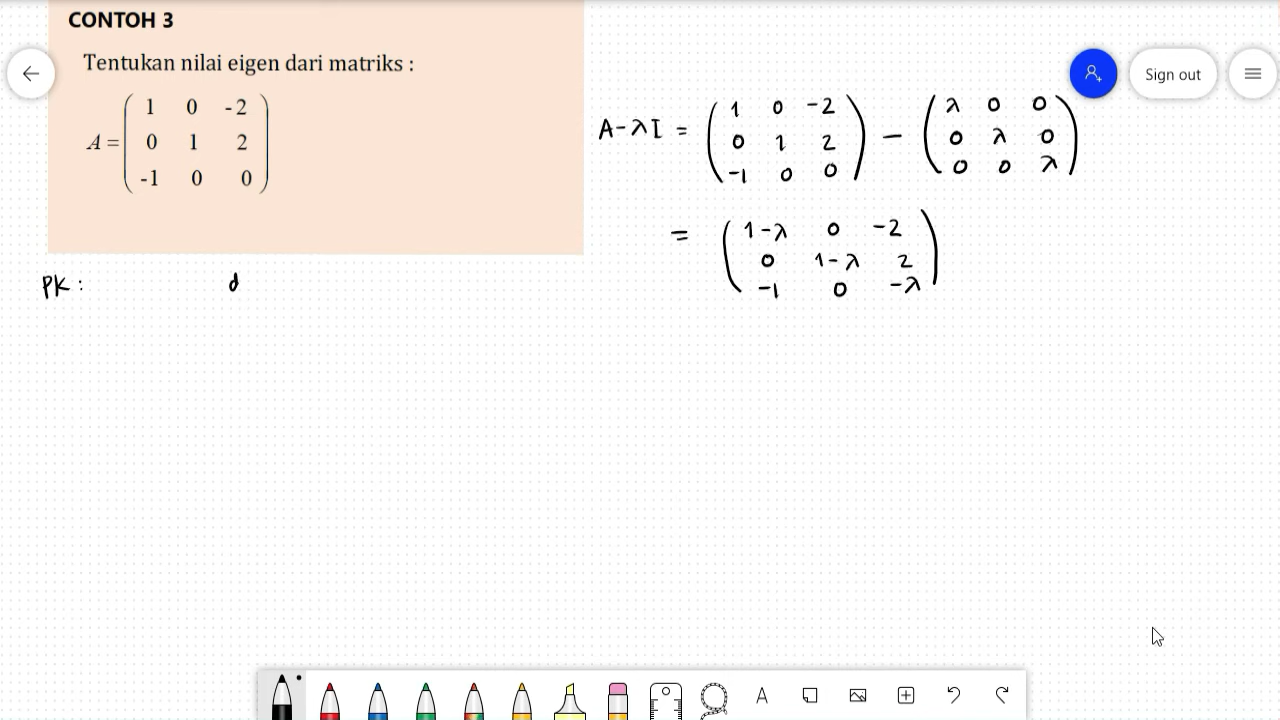 CONTOH 3
Tentukan nilai eigen dari matriks :
A = ( 1 0 -2
0 1 2
-1 0 0 )
Sign out
A-λI = ( 1 0 -2
0 1 2
-1 0 0 ) - ( λ 0 0
0 λ 0
0 0 λ )
= ( 1-λ 0 -2
0 1-λ 2
-1 0 -λ )
PK : d
A